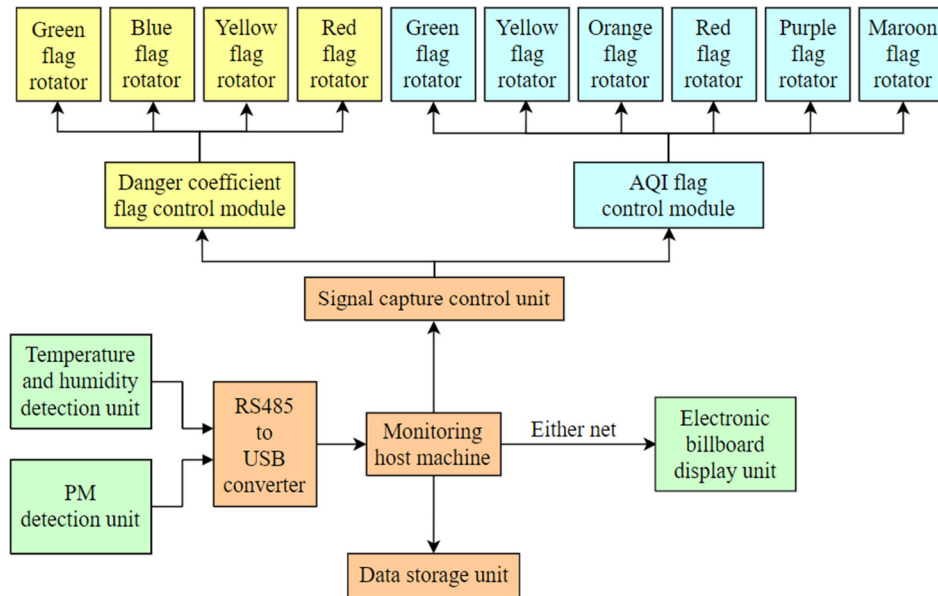 Green
flag
rotator
Blue
flag
rotator
Yellow
flag
rotator
Red
flag
rotator
Green
flag
rotator
Yellow
flag
rotator
Orange
flag
rotator
Red
flag
rotator
Purple
flag
rotator
Maroon
flag
rotator
Danger coefficient
flag control module
AQI flag
control module
Signal capture control unit
Temperature
and humidity
detection unit
RS485
to
USB
converter
Monitoring
host machine
Either net
Electronic
billboard
display unit
PM
detection unit
Data storage unit